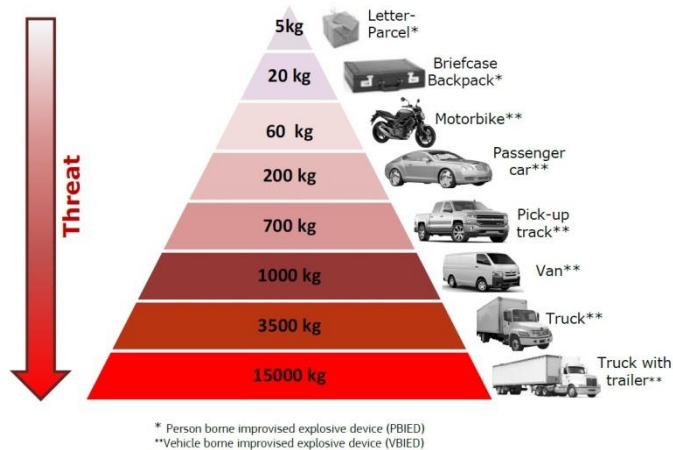 5kg
Letter-
Parcel*
20 kg
Briefcase
Backpack*
60 kg
Motorbike**
200 kg
Passenger
car**
700 kg
Pick-up
track**
1000 kg
Van**
3500 kg
Truck**
15000 kg
Truck with
trailer**
Threat
* Person borne improvised explosive device (PBIED)
**Vehicle borne improvised explosive device (VBIED)